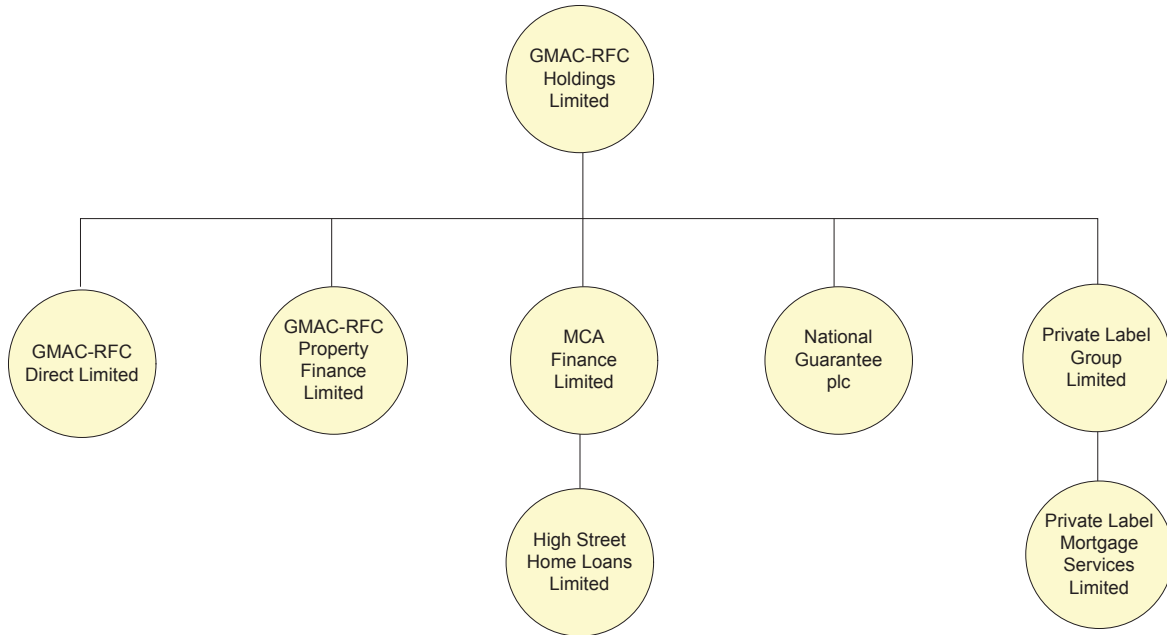 GMAC-RFC
Holdings
Limited
GMAC-RFC
Direct Limited
GMAC-RFC
Property
Finance
Limited
MCA
Finance
Limited
National
Guarantee
plc
Private Label
Group
Limited
High Street
Home Loans
Limited
Private Label
Mortgage
Services
Limited